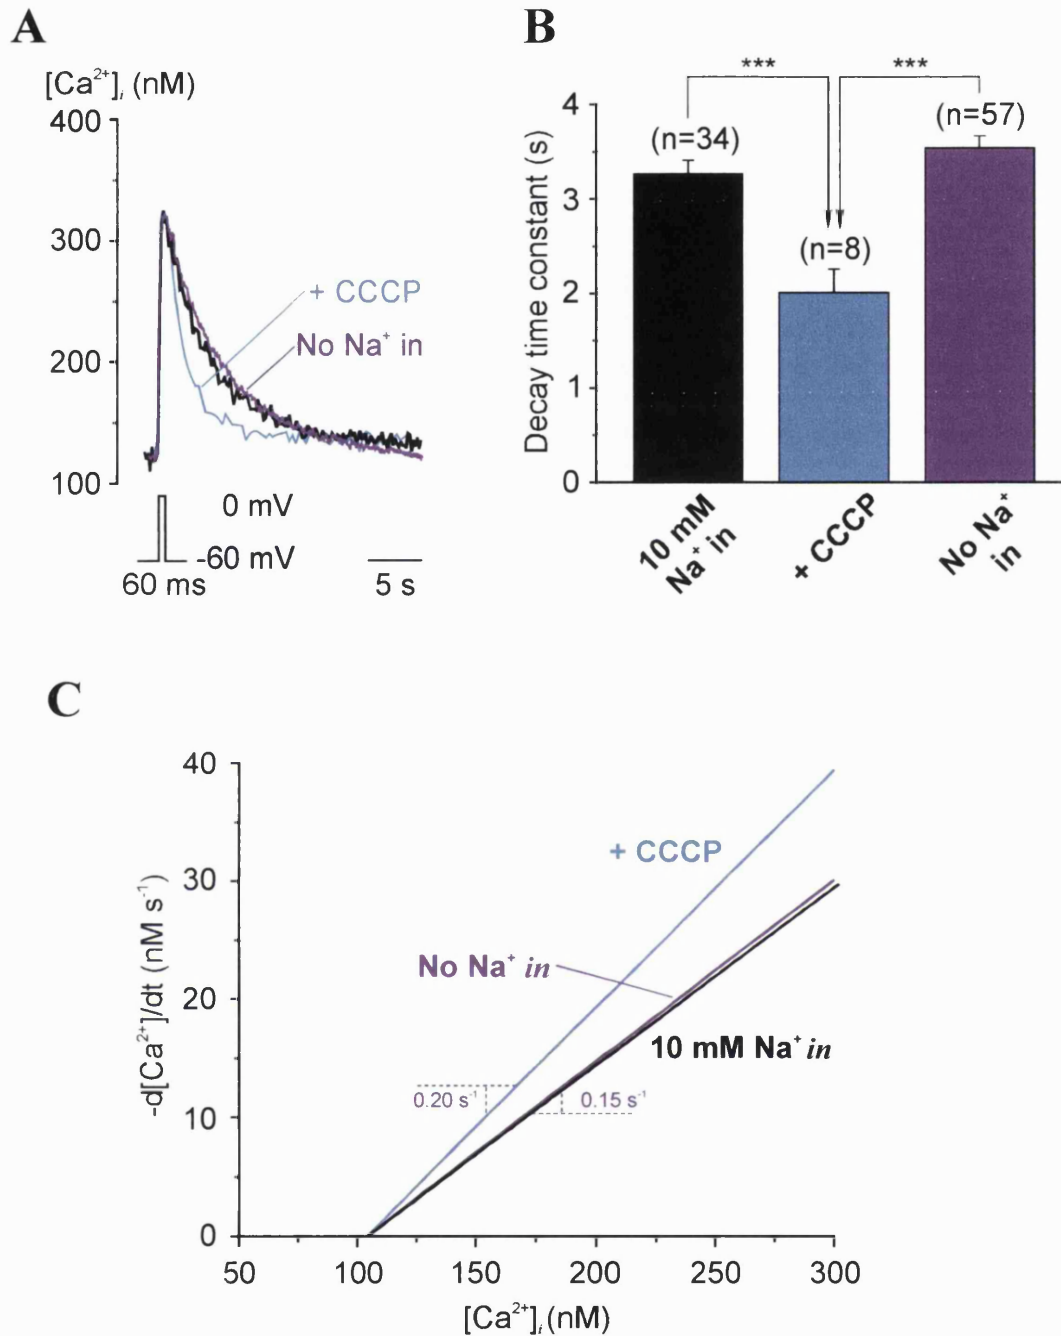 A
[Ca²⁺]ᵢ (nM)
400
300
200
100
+ CCCP
No Na⁺ in
0 mV
-60 mV
60 ms
5 s
B
Decay time constant (s)
4
3
2
1
0
***
***
(n=34)
(n=8)
(n=57)
10 mM
Na⁺ in
+ CCCP
No Na⁺
in
C
-d[Ca²⁺]/dt (nM s⁻¹)
40
30
20
10
0
+ CCCP
No Na⁺ in
10 mM Na⁺ in
0.20 s⁻¹
0.15 s⁻¹
50
100
150
200
250
300
[Ca²⁺]ᵢ (nM)